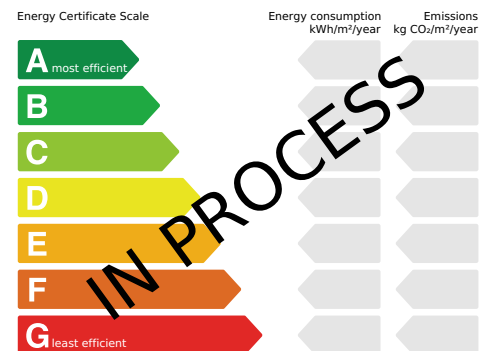 Energy Certificate Scale
Energy consumption
kWh/m²/year
Emissions
kg CO₂/m²/year
A most efficient
B
C
D
E
F
G least efficient
IN PROCESS